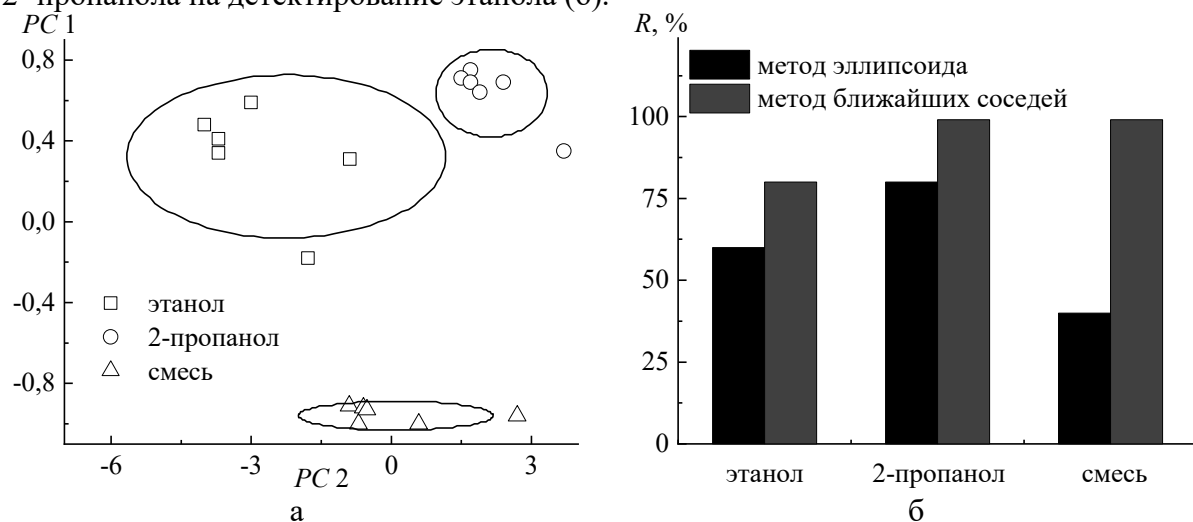 2- пропанола на детектирование этанола (б).
PC 1
0,8
0,4
0,0
-0,4
-0,8
этанол
2-пропанол
смесь
-6 -3 0 3
PC 2
а
R, %
метод эллипсоида
метод ближайших соседей
100
75
50
25
0
этанол 2-пропанол смесь
б